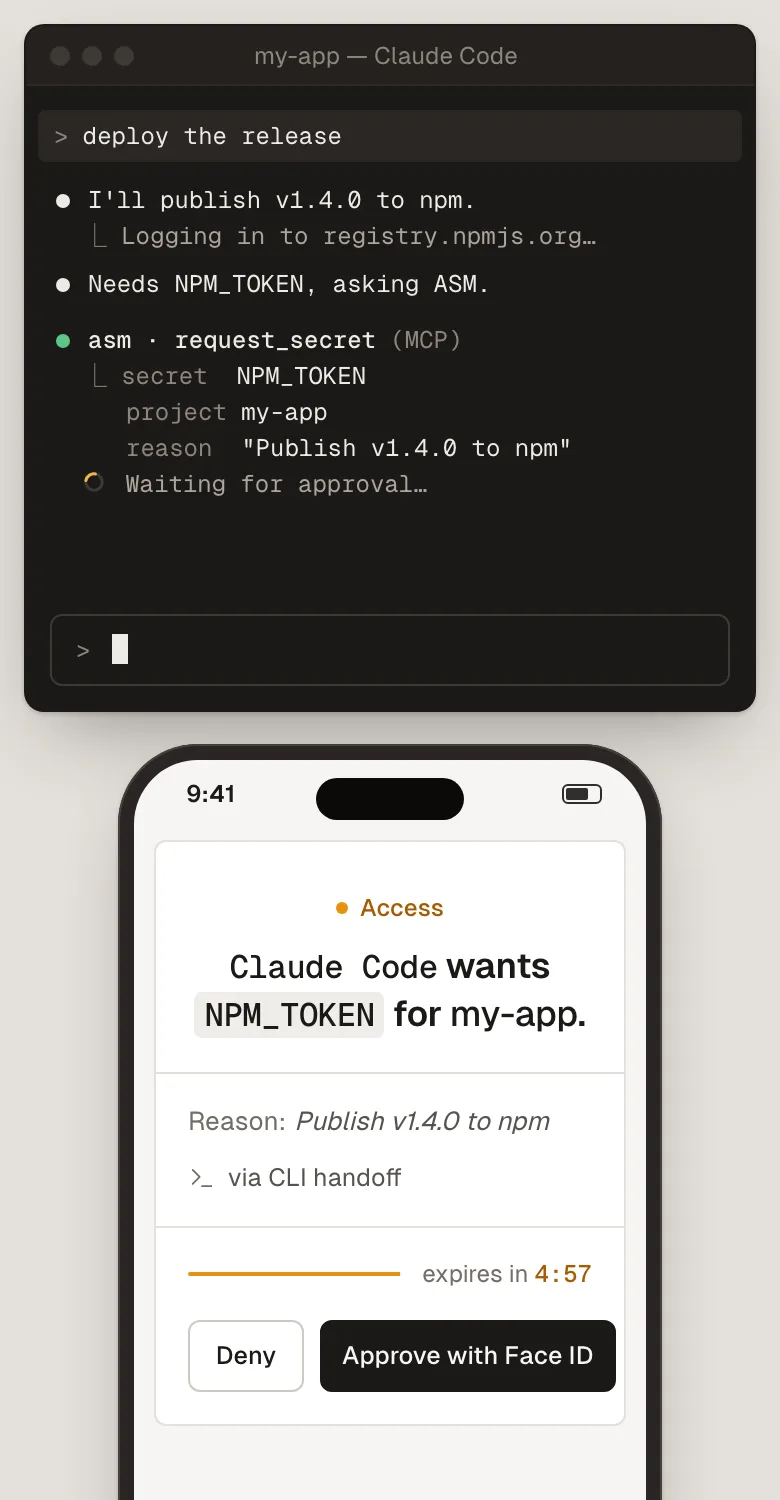 my-app — Claude Code
> deploy the release
I'll publish v1.4.0 to npm.
Logging in to registry.npmjs.org…
Needs NPM_TOKEN, asking ASM.
asm · request_secret (MCP)
secret NPM_TOKEN
project my-app
reason "Publish v1.4.0 to npm"
Waiting for approval…
>
9:41
Access
Claude Code wants
NPM_TOKEN for my-app.
Reason: Publish v1.4.0 to npm
>_ via CLI handoff
expires in 4:57
Deny
Approve with Face ID